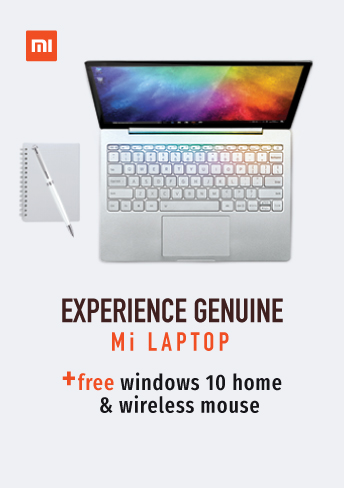 mi
EXPERIENCE GENUINE
Mi LAPTOP
+free windows 10 home
& wireless mouse